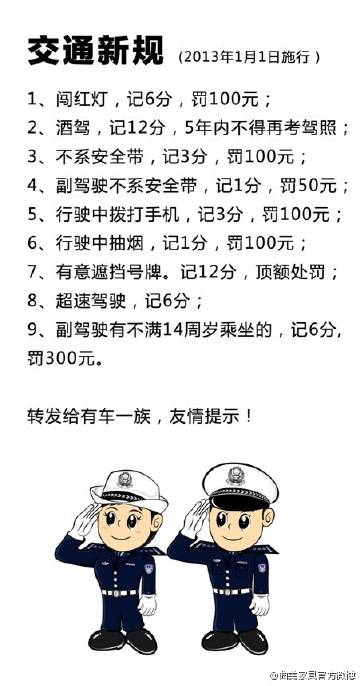 交通新规 (2013年1月1日施行)
1、闯红灯，记6分，罚100元；
2、酒驾，记12分，5年内不得再考驾照；
3、不系安全带，记3分，罚100元；
4、副驾驶不系安全带，记1分，罚50元；
5、行驶中拨打手机，记3分，罚100元；
6、行驶中抽烟，记1分，罚100元；
7、有意遮挡号牌。记12分，顶额处罚；
8、超速驾驶，记6分；
9、副驾驶有不满14周岁乘坐的，记6分,
罚300元。
转发给有车一族，友情提示！
@尚美家具官方微博